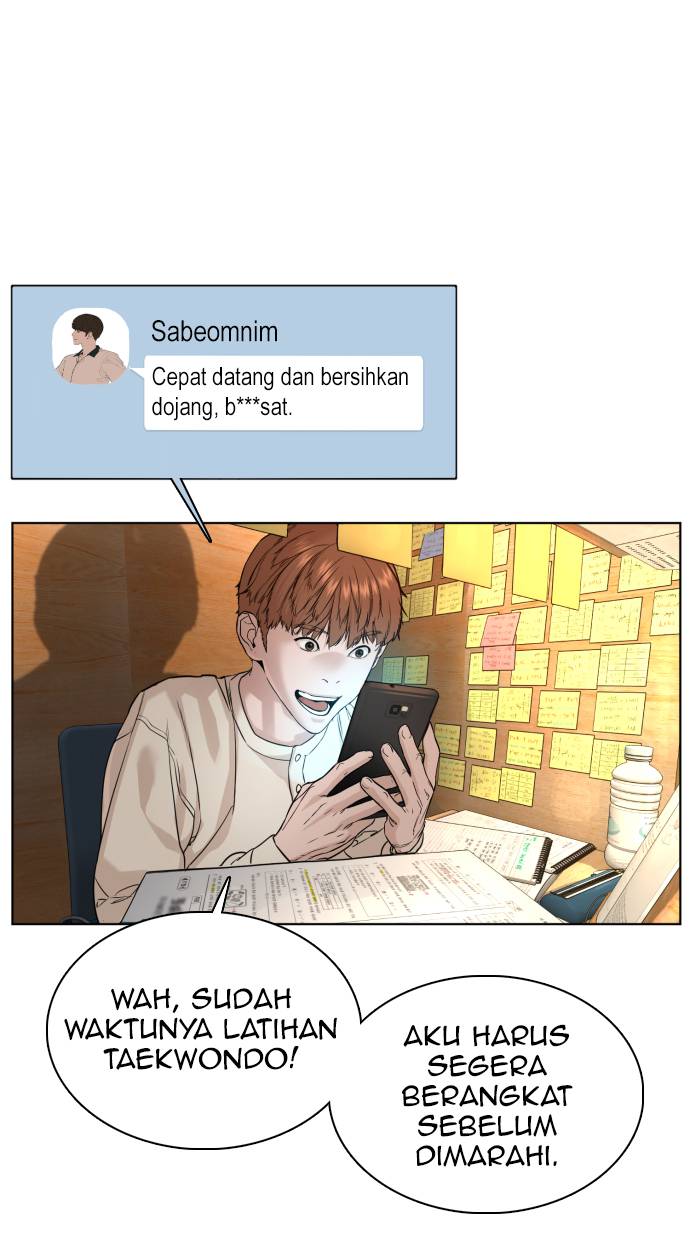 Sabeomnim
Cepat datang dan bersihkan
dojang, b***sat.
WAH, SUDAH
WAKTUNYA LATIHAN
TAEKWONDO!
AKU HARUS
SEGERA
BERANGKAT
SEBELUM
DIMARAHI.